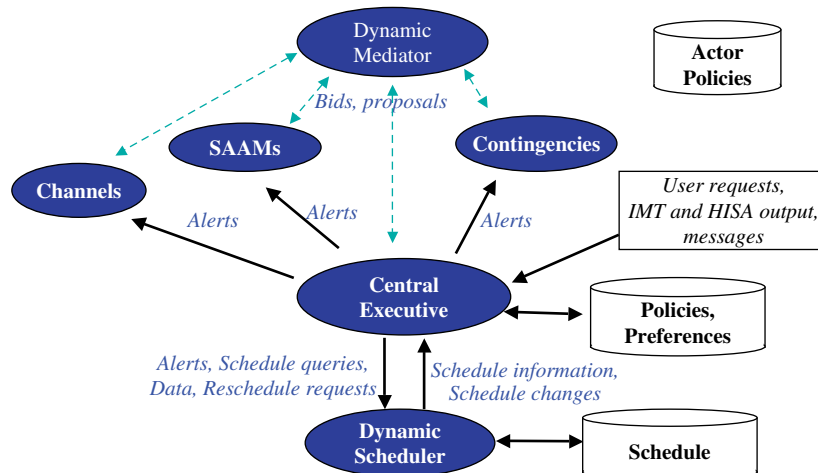 Dynamic
Mediator
Actor
Policies
Bids, proposals
SAAMs
Contingencies
Channels
Alerts
Alerts
Alerts
User requests,
IMT and HISA output,
messages
Central
Executive
Policies,
Preferences
Alerts, Schedule queries,
Data, Reschedule requests
Schedule information,
Schedule changes
Dynamic
Scheduler
Schedule